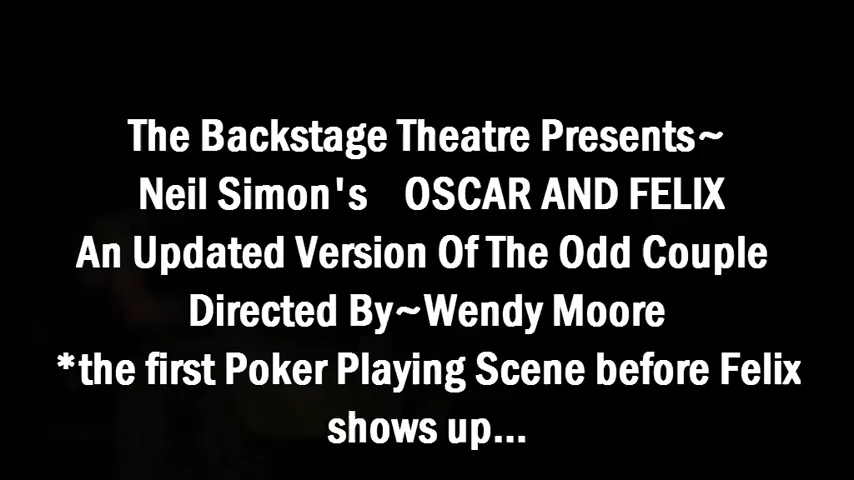 The Backstage Theatre Presents~
Neil Simon's OSCAR AND FELIX
An Updated Version Of The Odd Couple
Directed By~Wendy Moore
*the first Poker Playing Scene before Felix
shows up...